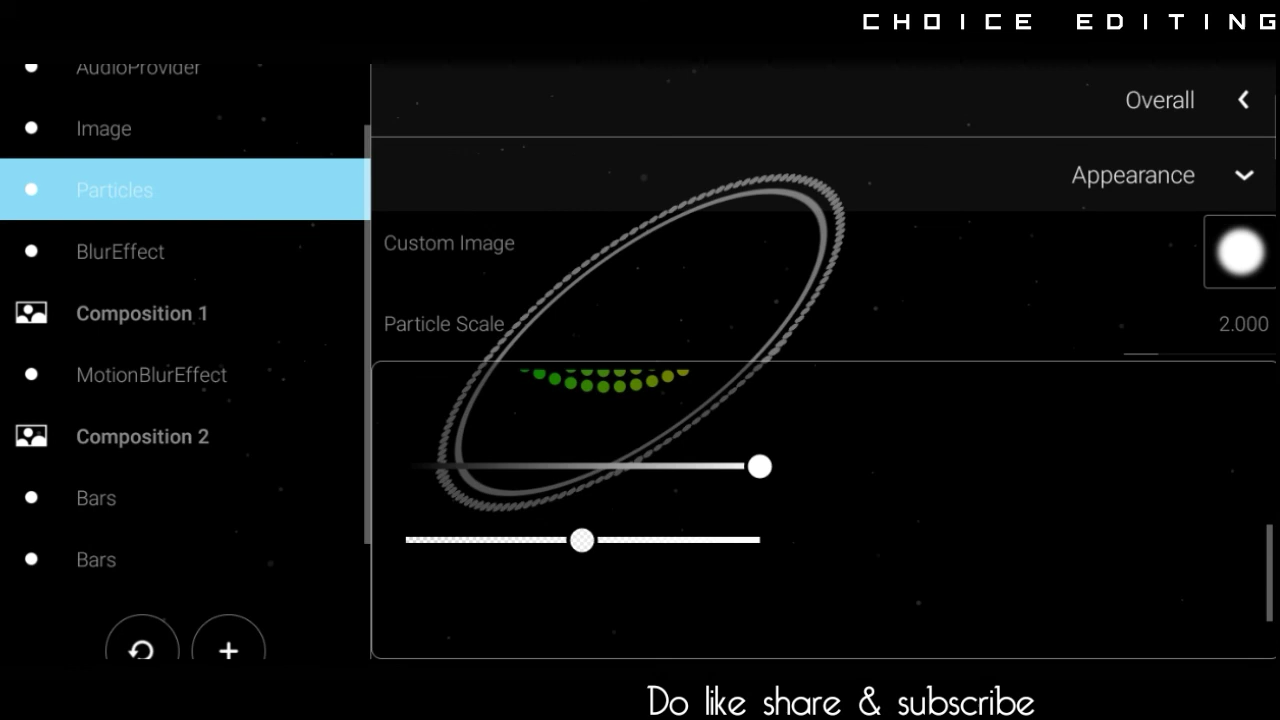 CHOICE EDITING
AudioProvider
Image
Particles
BlurEffect
Composition 1
MotionBlurEffect
Composition 2
Bars
Bars
Overall
Appearance
Custom Image
Particle Scale
2.000
Do like share & subscribe